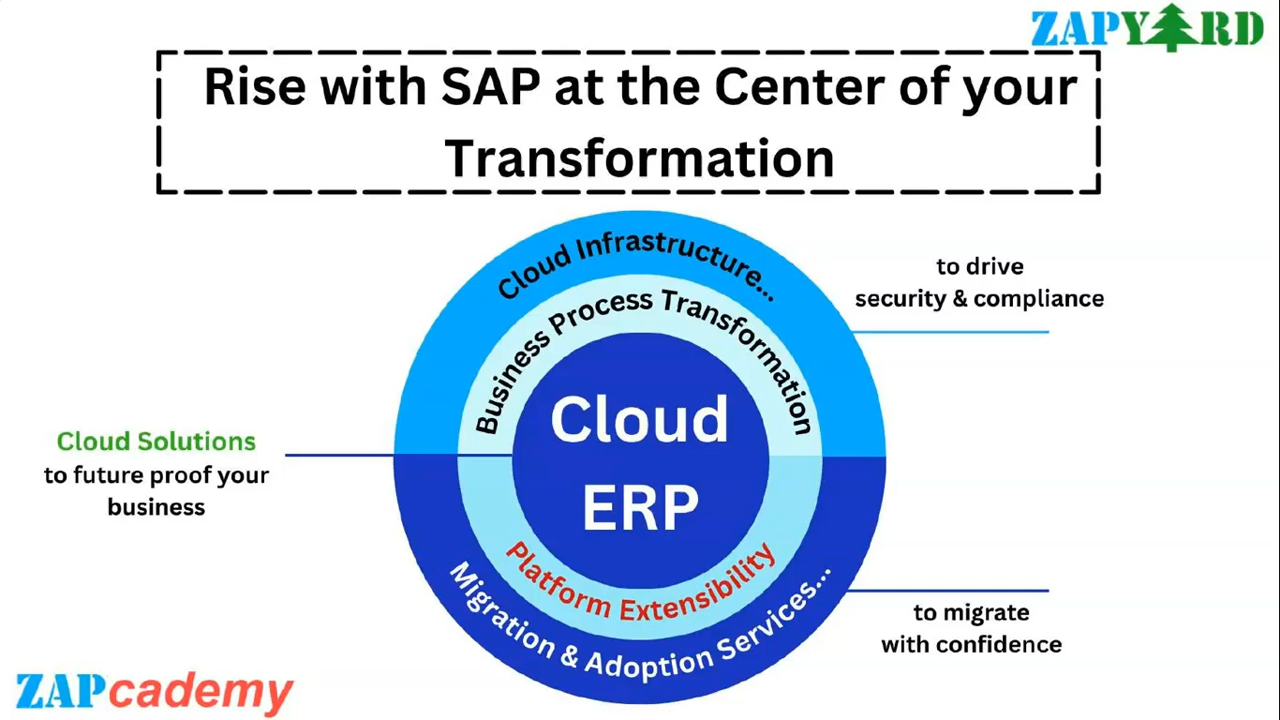 ZAPYARD
Rise with SAP at the Center of your
Transformation
Cloud Infrastructure...
Business Process Transformation
Cloud
ERP
Platform Extensibility
Migration & Adoption Services...
to drive
security & compliance
Cloud Solutions
to future proof your
business
to migrate
with confidence
ZAPcademy